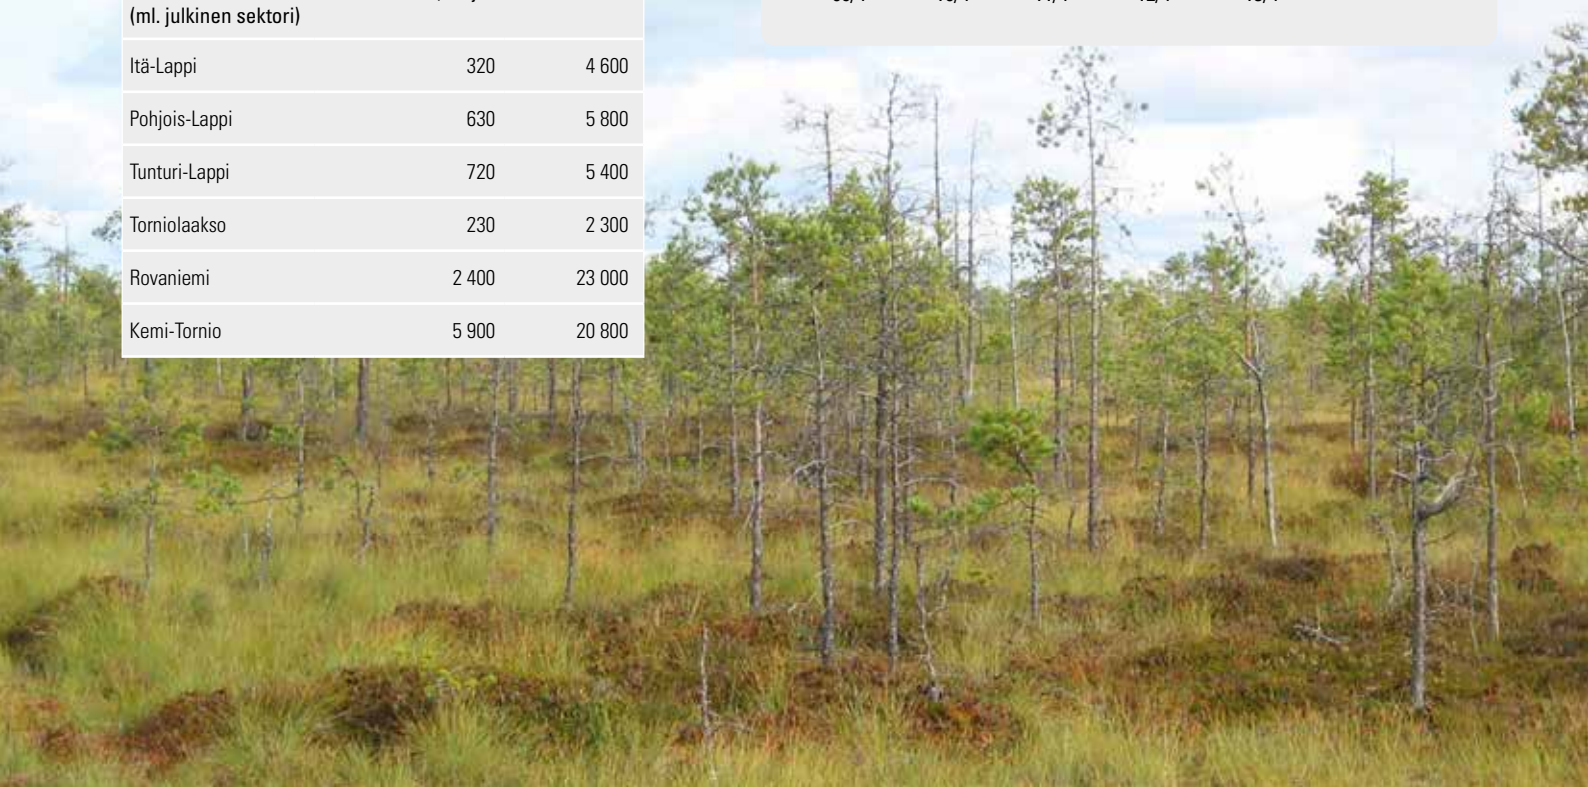 (ml. julkinen sektori)
Itä-Lappi 320 4 600
Pohjois-Lappi 630 5 800
Tunturi-Lappi 720 5 400
Torniolaakso 230 2 300
Rovaniemi 2 400 23 000
Kemi-Tornio 5 900 20 800